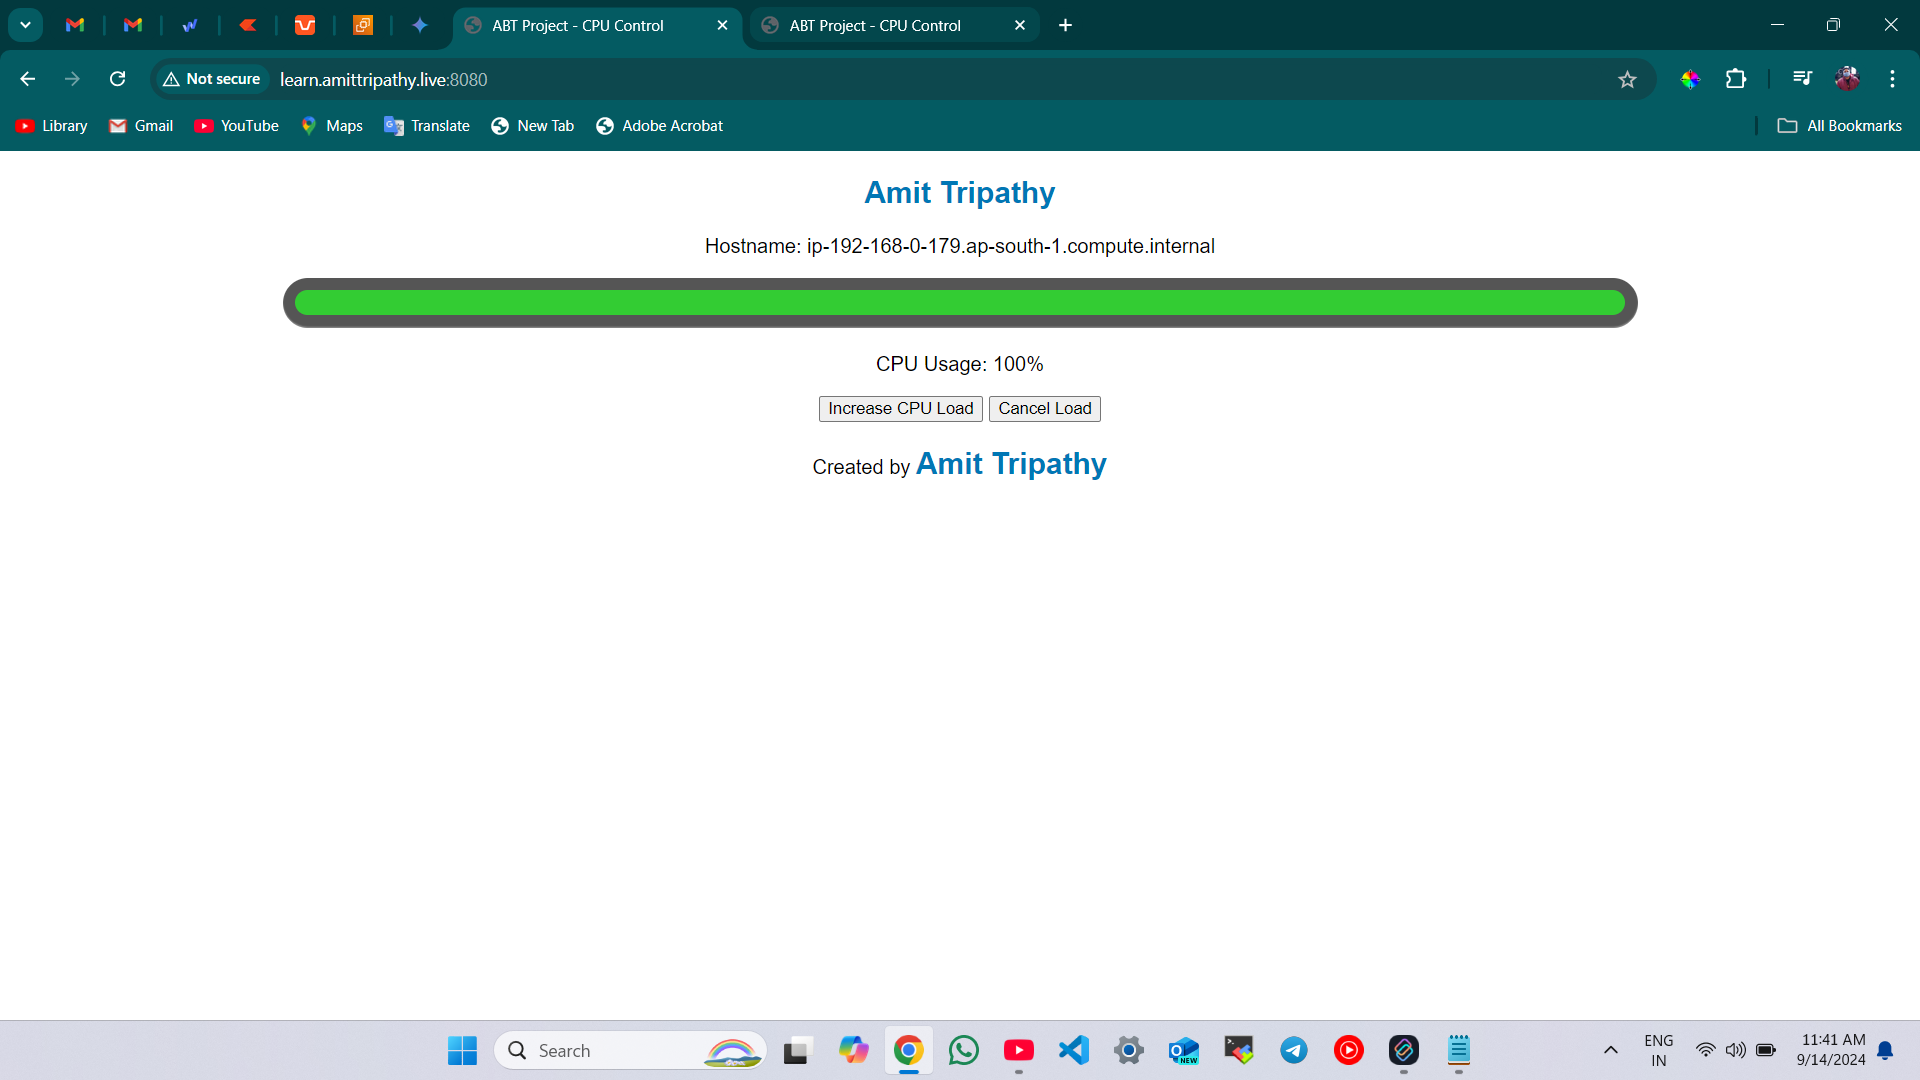 ABT Project - CPU Control
ABT Project - CPU Control
Not secure learn.amittripathy.live:8080
Library Gmail YouTube Maps Translate New Tab Adobe Acrobat All Bookmarks
Amit Tripathy
Hostname: ip-192-168-0-179.ap-south-1.compute.internal
CPU Usage: 100%
Increase CPU Load Cancel Load
Created by Amit Tripathy
Search
NEW
ENG
IN
11:41 AM
9/14/2024